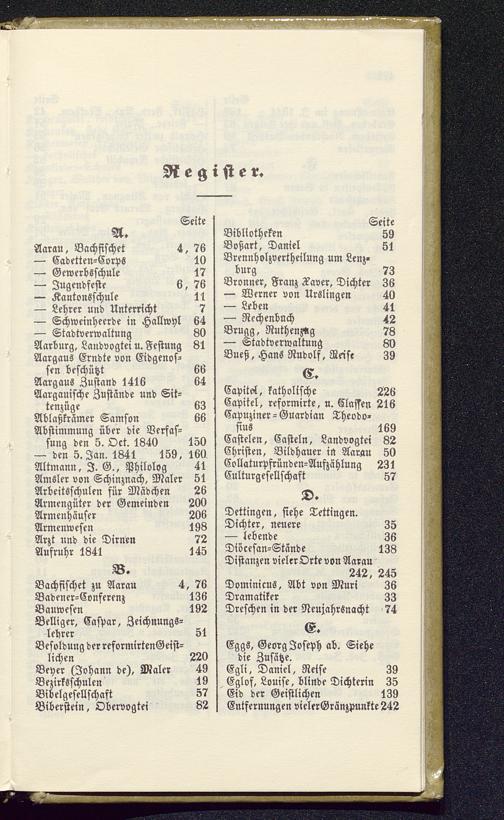 Register.
Seite
A.
Aarau, Bachfischet 4, 76
— Cadetten-Corps 10
— Gewerbschule 17
— Jugendfeste 6, 76
— Kantonsschule 11
— Lehrer und Unterricht 7
— Schweinheerde in Hallwyl 64
— Stadtverwaltung 80
Aarburg, Landvogtei u. Festung 81
Aargaus Erndte von Eidgenos-
sen beschützt 66
Aargaus Zustand 1416 64
Aargauische Zustände und Sit-
tenzüge 63
Ablaßkrämer Samson 66
Abstimmung über die Verfas-
sung den 5. Oct. 1840 150
— den 5. Jan. 1841 159, 160
Altmann, J. G., Philolog 41
Amsler von Schinznach, Maler 51
Arbeitsschulen für Mädchen 26
Armengüter der Gemeinden 200
Armenhäuser 206
Armenwesen 198
Arzt und die Dirnen 72
Aufruhr 1841 145
B.
Bachfischet zu Aarau 4, 76
Badener-Conferenz 136
Bauwesen 192
Belliger, Caspar, Zeichnungs-
lehrer 51
Besoldung der reformirten Geist-
lichen 220
Beyer (Johann de), Maler 49
Bezirksschulen 19
Bibelgesellschaft 57
Biberstein, Obervogtei 82
Seite
Bibliotheken 59
Boßart, Daniel 51
Brennholzvertheilung um Lenz-
burg 73
Bronner, Franz Xaver, Dichter 36
— Werner von Urslingen 40
— Leben 41
— Rechenbuch 42
Brugg, Ruthenzug 78
— Stadtverwaltung 80
Bueß, Hans Rudolf, Reise 39
C.
Capitel, katholische 226
Capitel, reformirte, u. Classen 216
Capuziner-Guardian Theodo-
sius 169
Castelen, Casteln, Landvogtei 82
Christen, Bildhauer in Aarau 50
Collaturpfründen-Aufzählung 231
Culturgesellschaft 57
D.
Dettingen, siehe Tettingen.
Dichter, neuere 35
— lebende 36
Diöcesan-Stände 138
Distanzen vieler Orte von Aarau
242, 245
Dominicus, Abt von Muri 36
Dramatiker 33
Dreschen in der Neujahrsnacht 74
E.
Eggs, Georg Joseph ab. Siehe
die Zusätze.
Egli, Daniel, Reise 39
Eglof, Louise, blinde Dichterin 35
Eid der Geistlichen 139
Entfernungen vieler Gränzpunkte 242